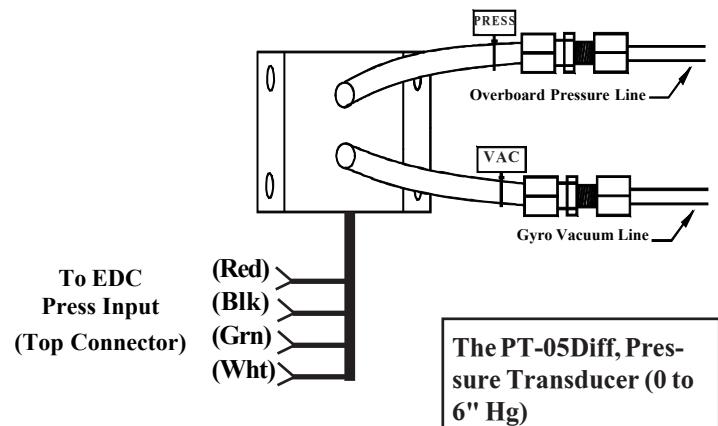 PRESS
Overboard Pressure Line
VAC
Gyro Vacuum Line
To EDC
Press Input
(Top Connector)
(Red)
(Blk)
(Grn)
(Wht)
The PT-05Diff, Pres-
sure Transducer (0 to
6" Hg)